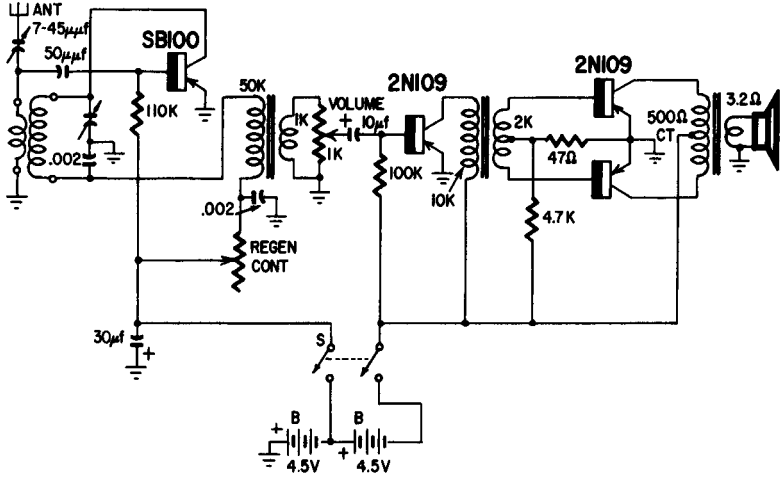 ANT
7-45µµf
50µµf
SB100
110K
.002
50K
1K
VOLUME
+
10µf
1K
2N109
100K
10K
2K
47Ω
4.7K
2N109
500Ω
CT
3.2Ω
.002
REGEN
CONT
30µf
+
S
+
B
4.5V
+
B
4.5V